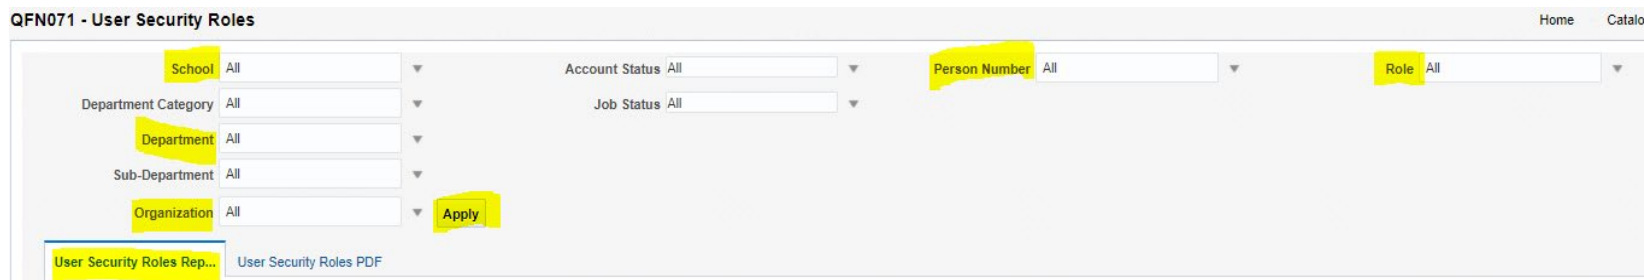 QFN071 - User Security Roles Home Catalo
School All Account Status All Person Number All Role All
Department Category All Job Status All
Department All
Sub-Department All
Organization All Apply
User Security Roles Rep... User Security Roles PDF